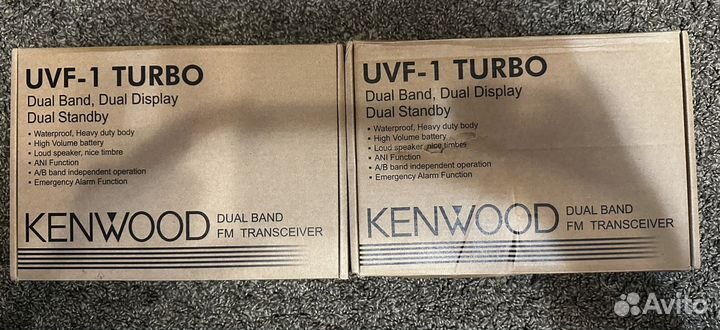 UVF-1 TURBO
Dual Band, Dual Display
Dual Standby
• Waterproof, Heavy duty body
• High Volume battery
• Loud speaker, nice timbre
• ANI Function
• A/B band independent operation
• Emergency Alarm Function
KENWOOD
DUAL BAND
FM TRANSCEIVER
UVF-1 TURBO
Dual Band, Dual Display
Dual Standby
• Waterproof, Heavy duty body
• High Volume battery
• Loud speaker, nice timbre
• ANI Function
• A/B band independent operation
• Emergency Alarm Function
KENWOOD
DUAL BAND
FM TRANSCEIVER
Avito